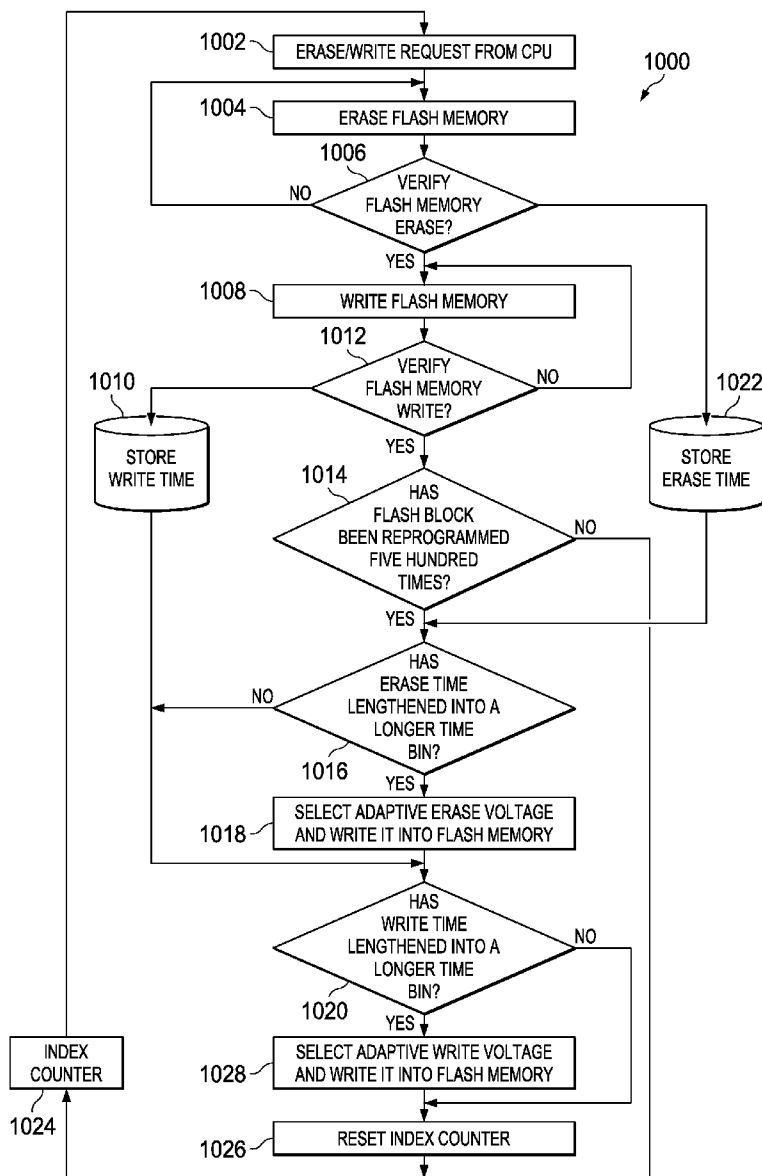 1002
ERASE/WRITE REQUEST FROM CPU
1000
1004
ERASE FLASH MEMORY
1006
VERIFY
FLASH MEMORY
ERASE?
NO
YES
1008
WRITE FLASH MEMORY
1012
VERIFY
FLASH MEMORY
WRITE?
NO
YES
1010
STORE
WRITE TIME
1022
STORE
ERASE TIME
1014
HAS
FLASH BLOCK
BEEN REPROGRAMMED
FIVE HUNDRED
TIMES?
NO
YES
HAS
ERASE TIME
LENGTHENED INTO A
LONGER TIME
BIN?
NO
1016
YES
SELECT ADAPTIVE ERASE VOLTAGE
AND WRITE IT INTO FLASH MEMORY
1018
HAS
WRITE TIME
LENGTHENED INTO A
LONGER TIME
BIN?
NO
1020
YES
INDEX
COUNTER
1024
SELECT ADAPTIVE WRITE VOLTAGE
AND WRITE IT INTO FLASH MEMORY
1028
RESET INDEX COUNTER
1026